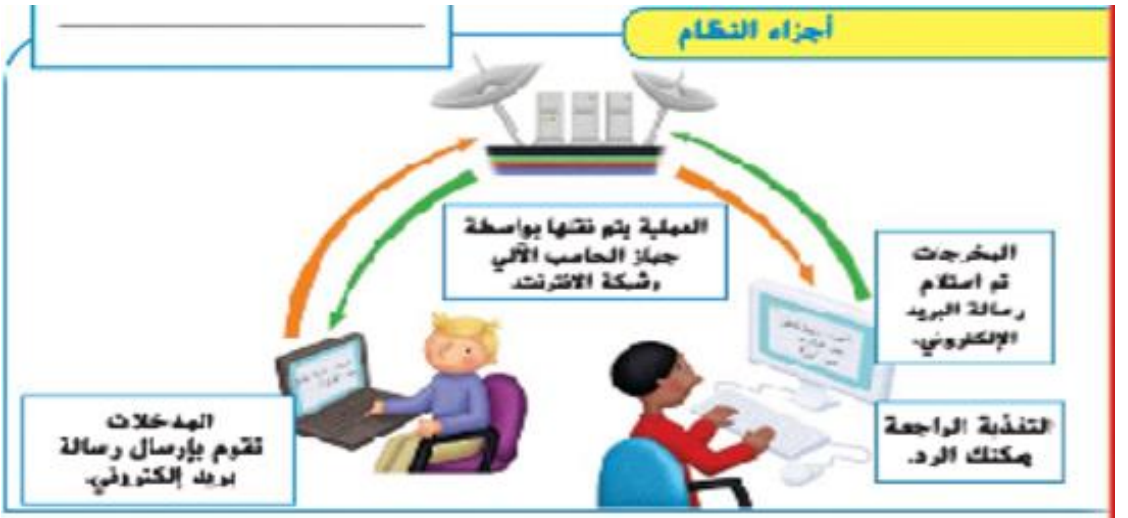 أجزاء النظام
العملية يتم نقلها بواسطة
جهاز الحاسب الآلي
وشبكة الانترنت.
المخرجات
تم استلام
رسالة البريد
الإلكتروني.
التغذية الراجعة
يمكنك الرد.
المدخلات
تقوم بإرسال رسالة
بريد إلكتروني.